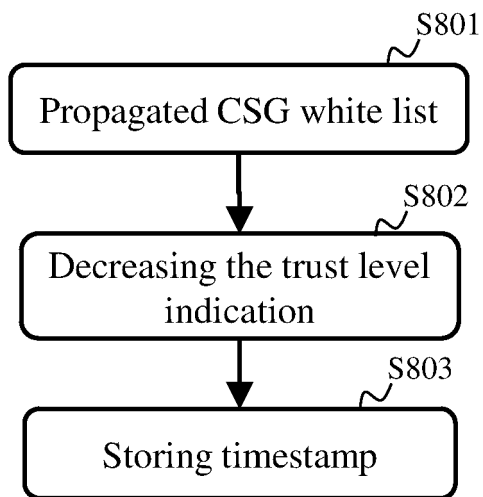 S801
Propagated CSG white list
S802
Decreasing the trust level
indication
S803
Storing timestamp